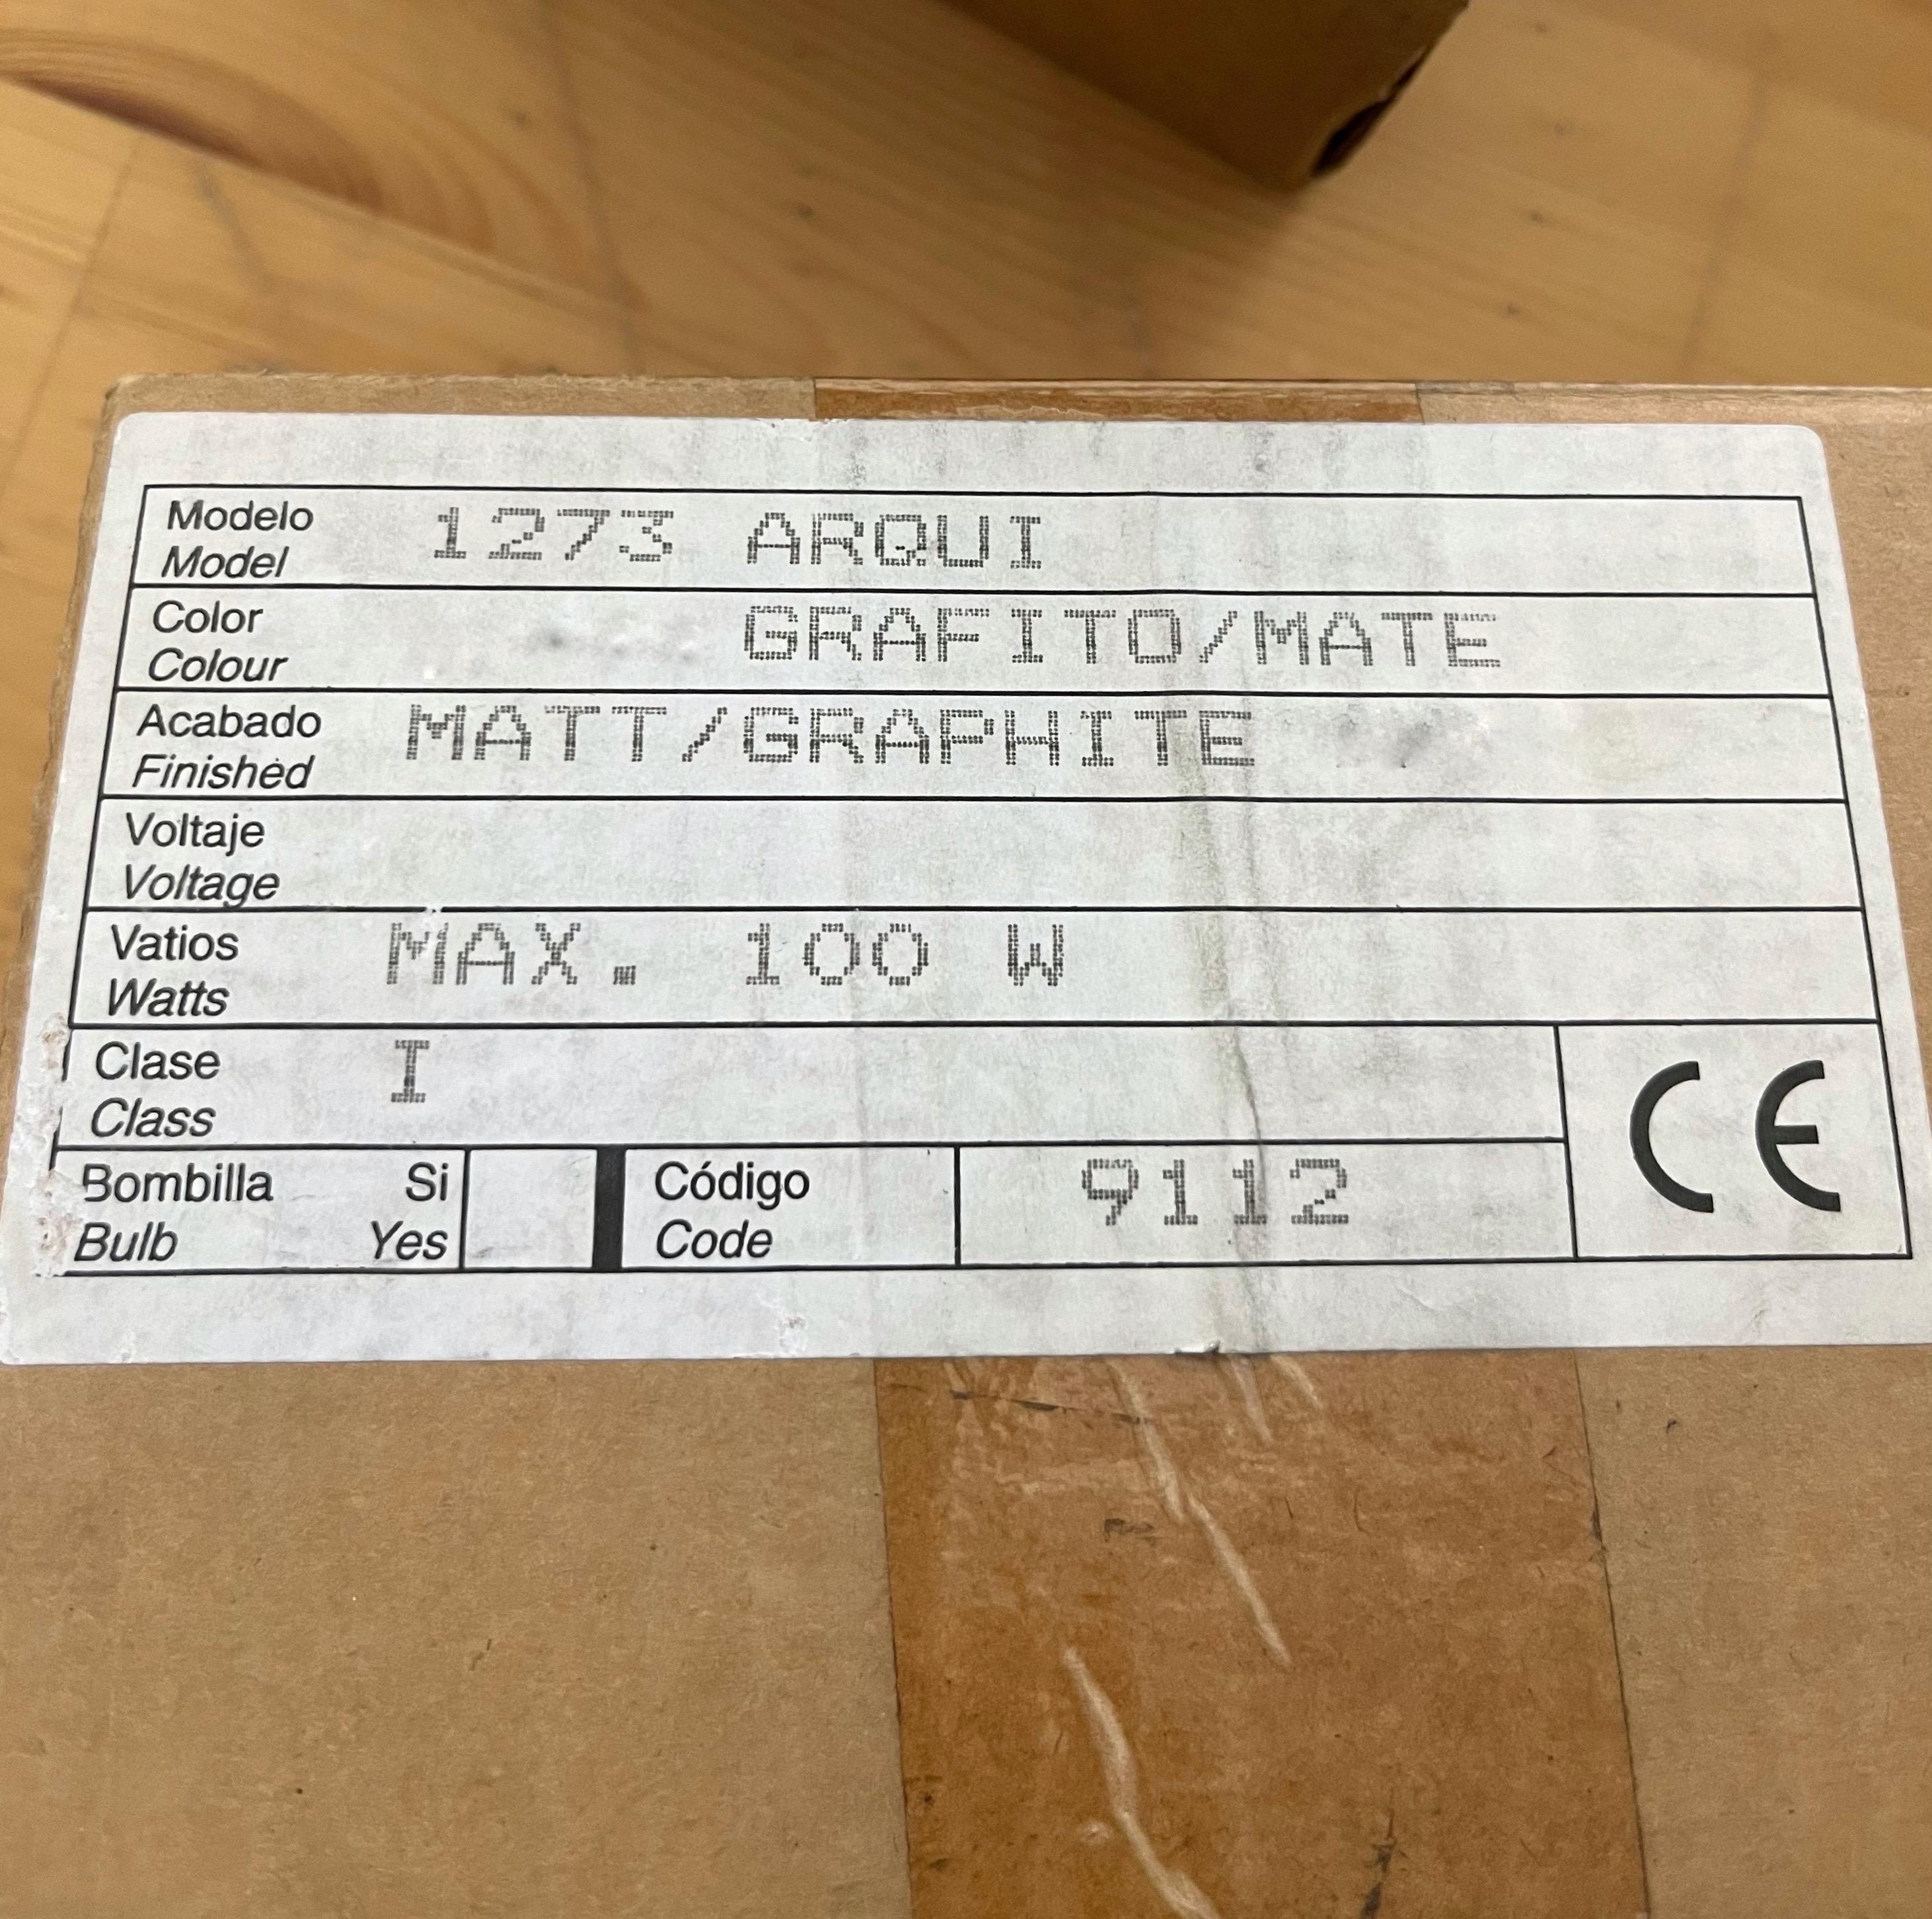 Modelo 1273 ARQUI
Model
Color GRAFITO/MATE
Colour
Acabado MATT/GRAPHITE
Finished
Voltaje
Voltage
Vatios MAX. 100 W
Watts
Clase I
Class
Bombilla Si Código 9112
Bulb Yes Code
CE